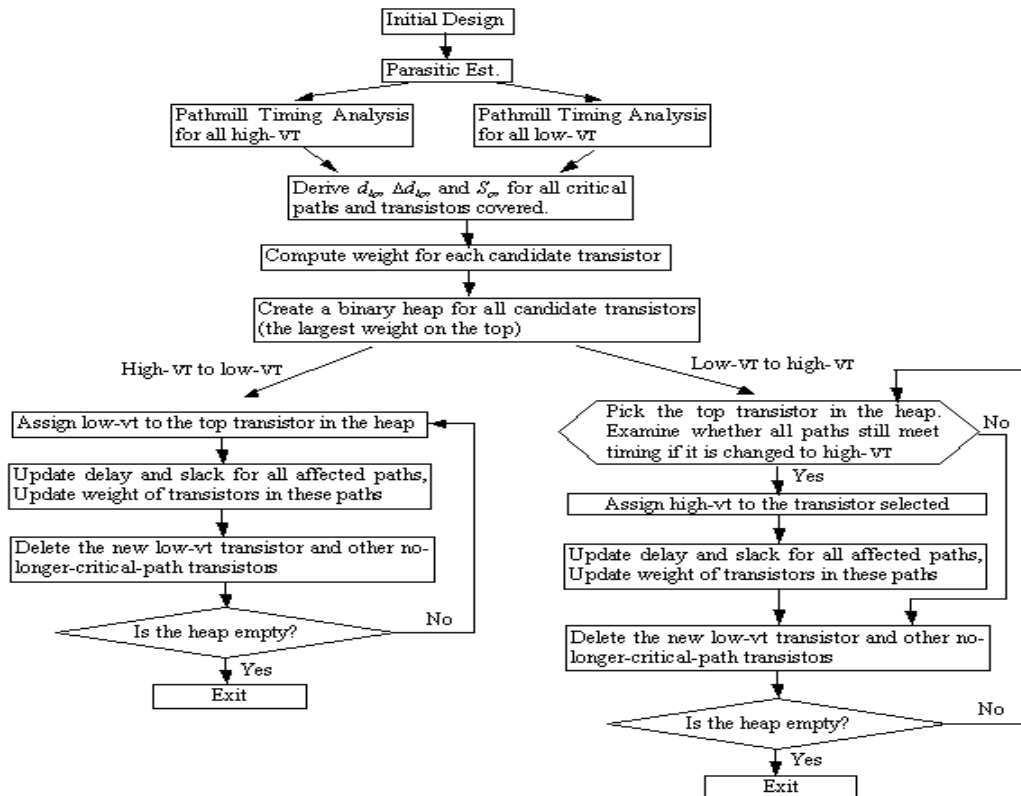 Initial Design
Parasitic Est.
Pathmill Timing Analysis
for all high-VT
Pathmill Timing Analysis
for all low-VT
Derive Δ and for all critical
paths and transistors covered.
Compute weight for each candidate transistor
Create a binary heap for all candidate transistors
(the largest weight on the top)
High-VT to low-VT
Assign low-vt to the top transistor in the heap
Update delay and slack for all affected paths,
Update weight of transistors in these paths
Delete the new low-vt transistor and other no-
longer-critical-path transistors
Is the heap empty?
No
Yes
Exit
Low-VT to high-VT
Pick the top transistor in the heap.
Examine whether all paths still meet
timing if it is changed to high-VT
No
Yes
Assign high-vt to the transistor selected
Update delay and slack for all affected paths,
Update weight of transistors in these paths
Delete the new low-vt transistor and other no-
longer-critical-path transistors
Is the heap empty?
No
Yes
Exit